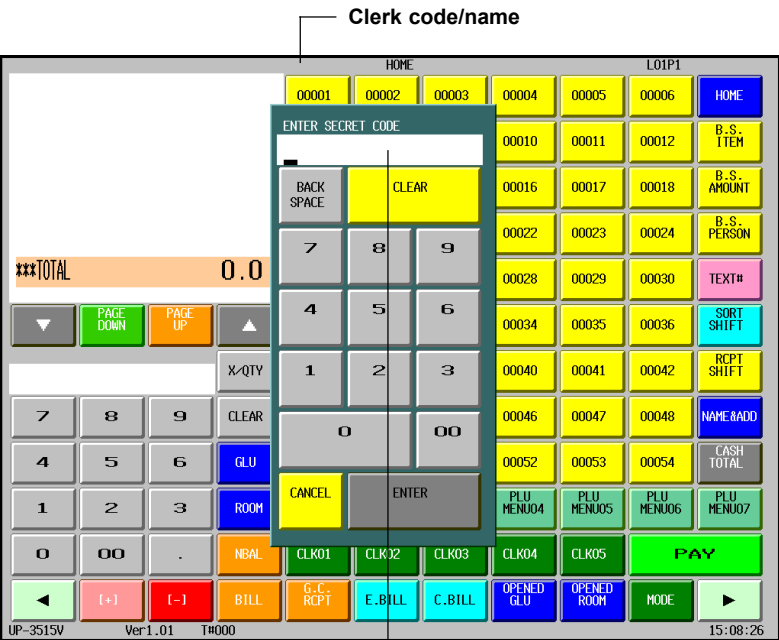 Clerk code/name
HOME L01P1
00001 00002 00003 00004 00005 00006 HOME
ENTER SECRET CODE
00010 00011 00012 B.S. ITEM
BACK SPACE CLEAR
00016 00017 00018 B.S. AMOUNT
7 8 9
00022 00023 00024 B.S. PERSON
***TOTAL 0.0
00028 00029 00030 TEXT#
▼ PAGE DOWN PAGE UP ▲
4 5 6
00034 00035 00036 SORT SHIFT
X/QTY
1 2 3
00040 00041 00042 RCPT SHIFT
7 8 9 CLEAR
0 00
00046 00047 00048 NAME&ADD
4 5 6 GLU
00052 00053 00054 CASH TOTAL
1 2 3 ROOM
CANCEL ENTER
PLU MENU04 PLU MENU05 PLU MENU06 PLU MENU07
0 00 . NBAL CLK01 CLK02 CLK03 CLK04 CLK05 PAY
◀ [+] [-] BILL G.C. RCPT E.BILL C.BILL OPENED GLU OPENED ROOM MODE ▶
UP-3515V Ver1.01 T#000 15:08:26